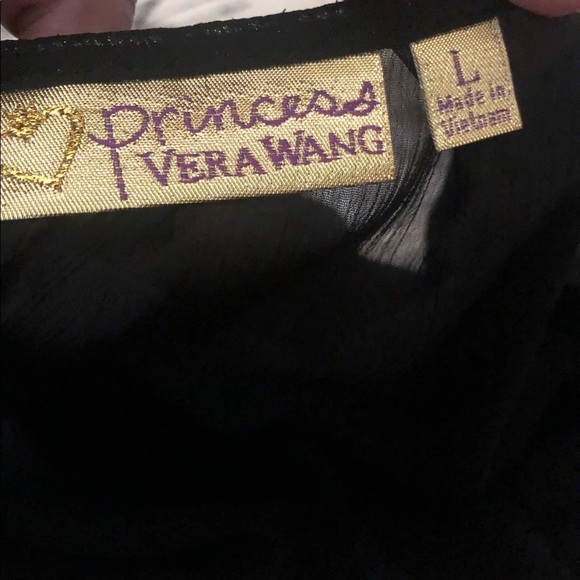 Princess
VERA WANG
L
Made in
Vietnam